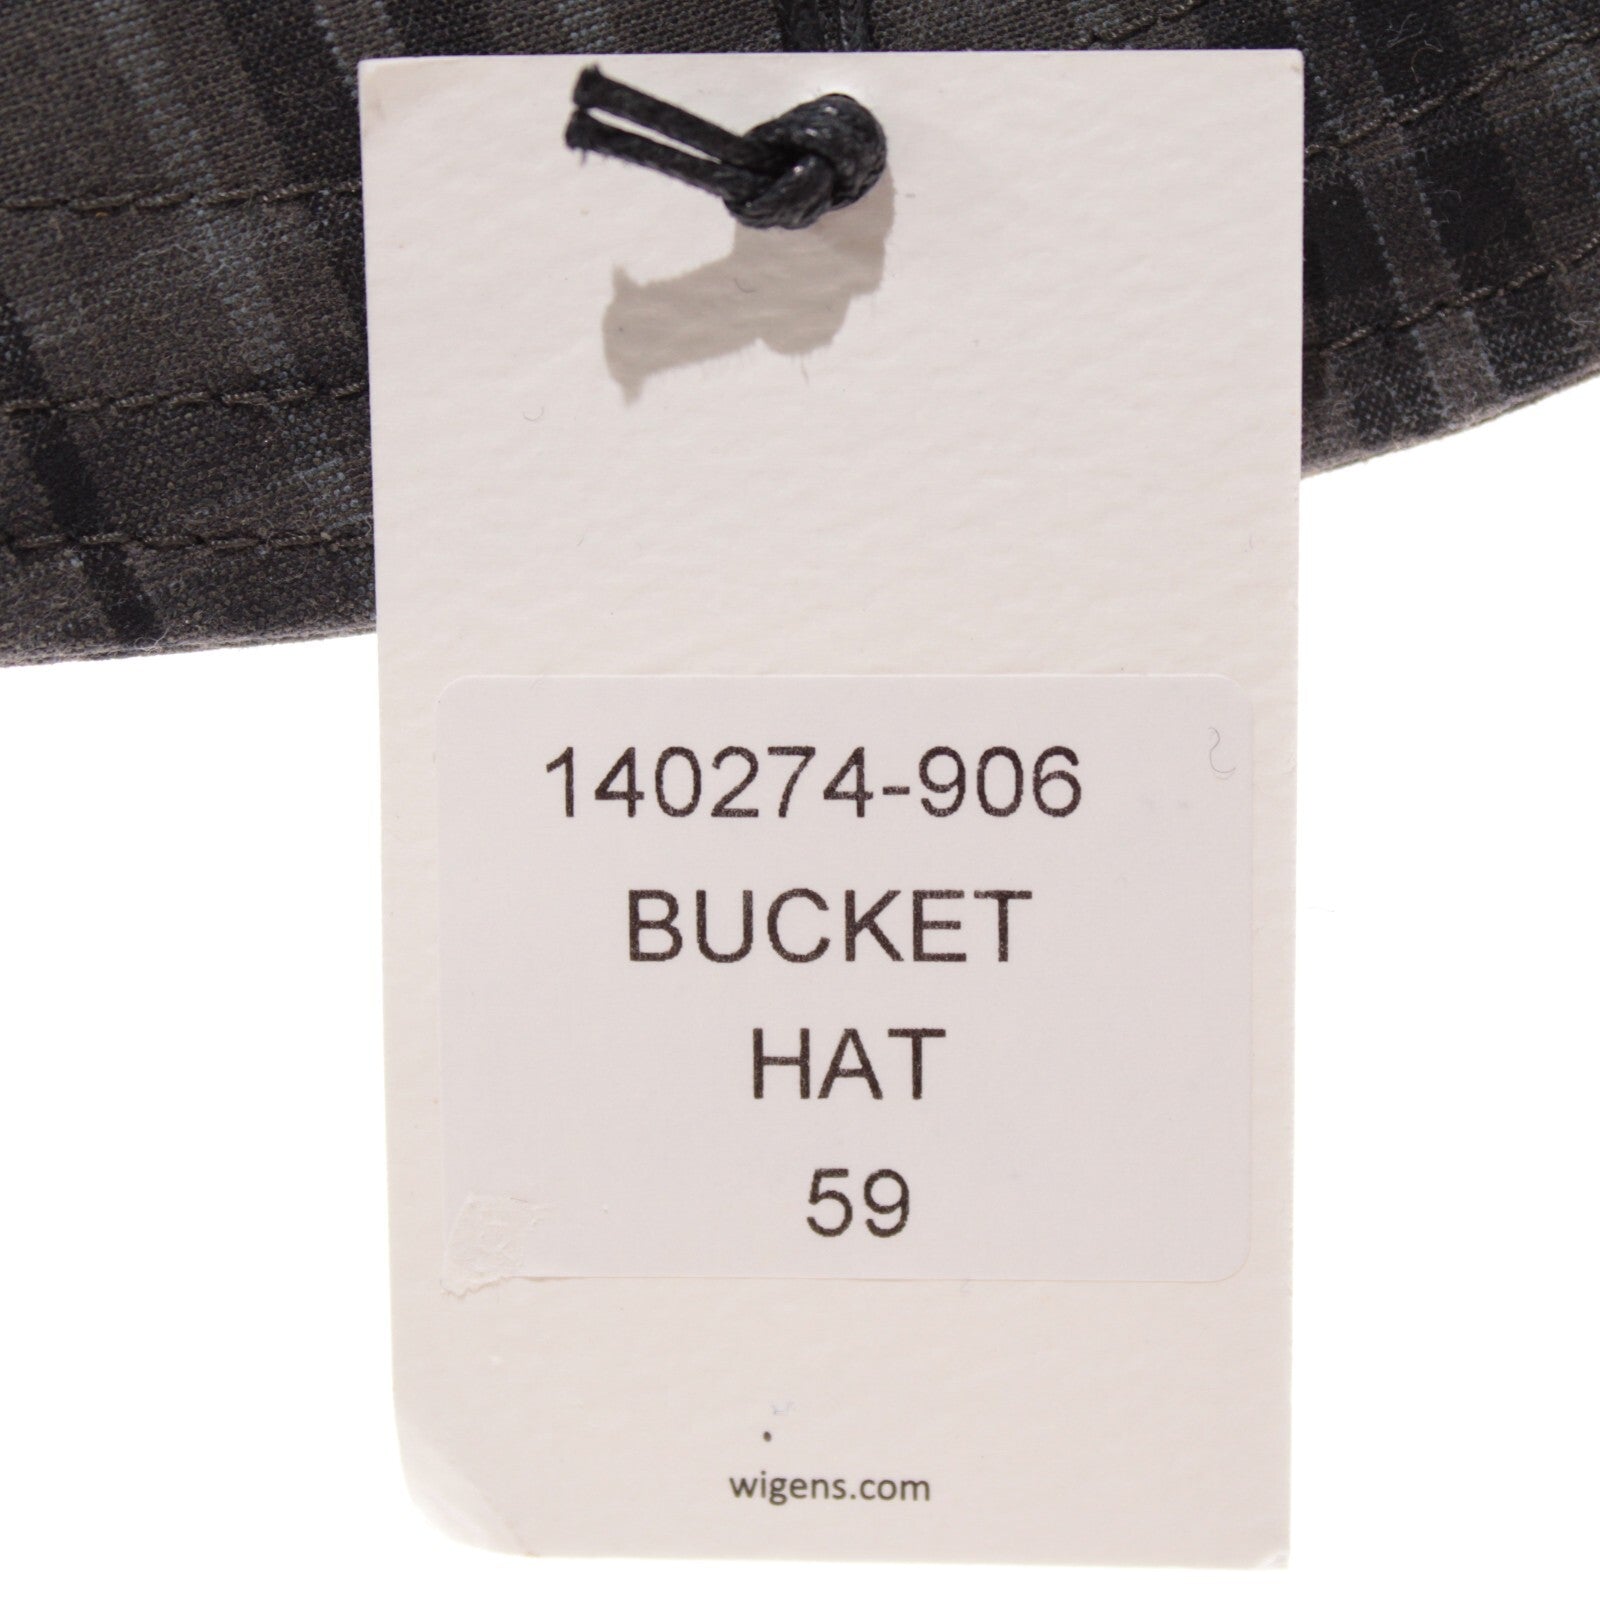 140274-906
BUCKET
HAT
59
wigens.com